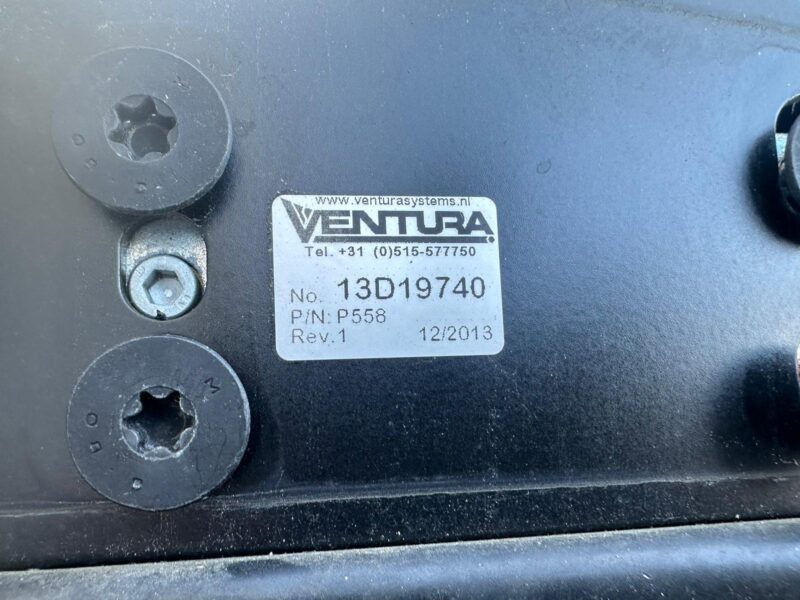 www.venturasystems.nl
VENTURA
Tel. +31 (0)515-577750
No. 13D19740
P/N: P558
Rev.1 12/2013